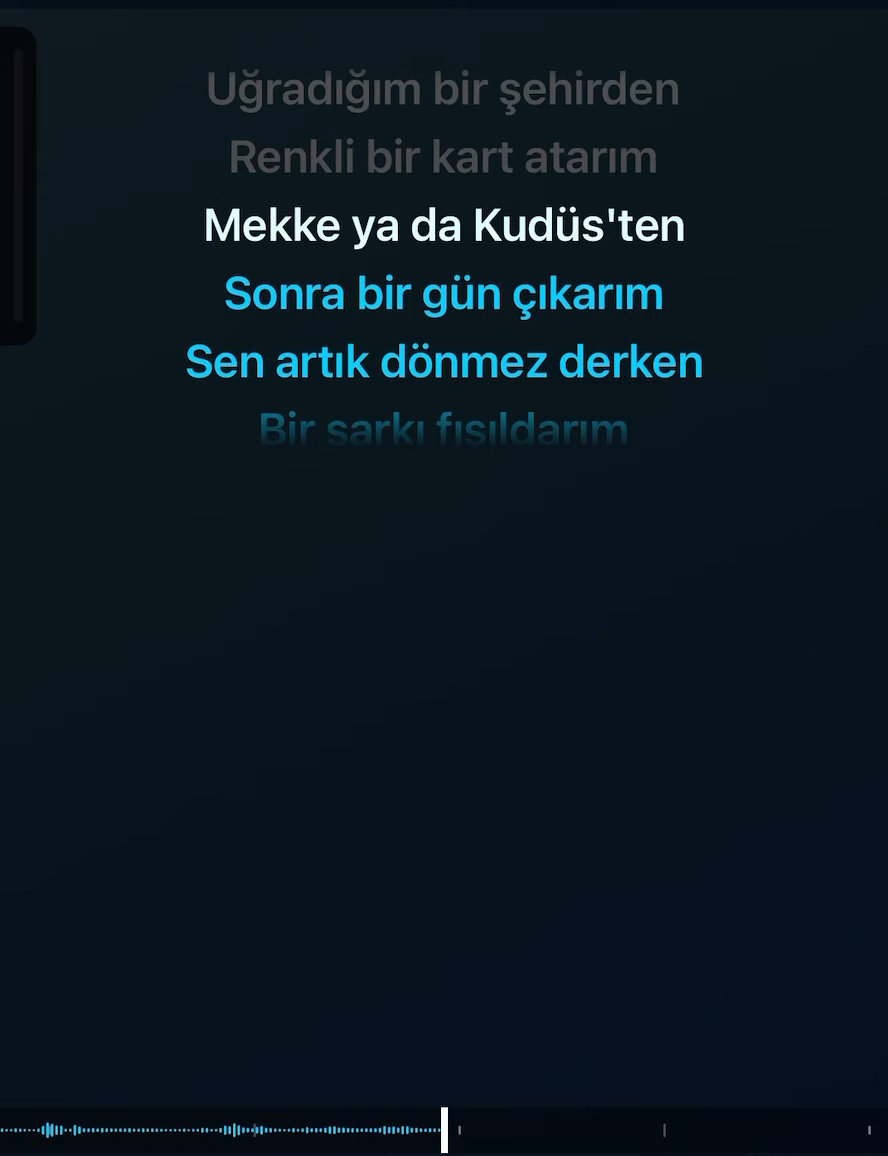 Uğradığım bir şehirden
Renkli bir kart atarım
Mekke ya da Kudüs'ten
Sonra bir gün çıkarım
Sen artık dönmez derken
Bir şarkı fısıldarım